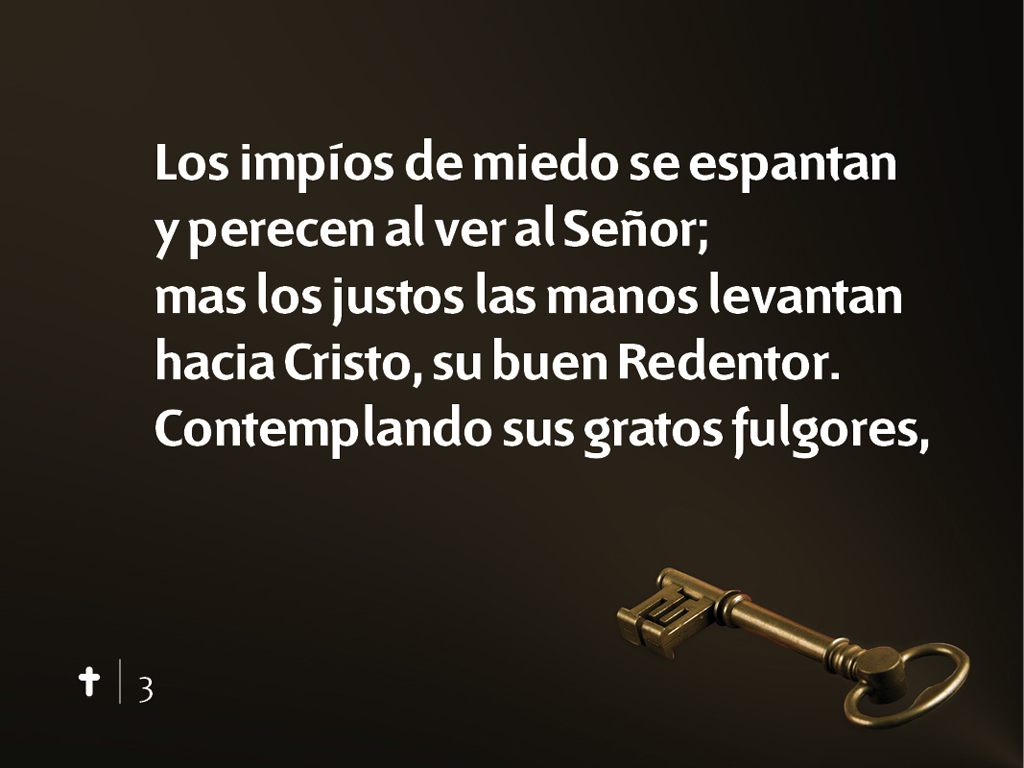 Los impíos de miedo se espantan
y perecen al ver al Señor;
mas los justos las manos levantan
hacia Cristo, su buen Redentor.
Contemplando sus gratos fulgores,
3